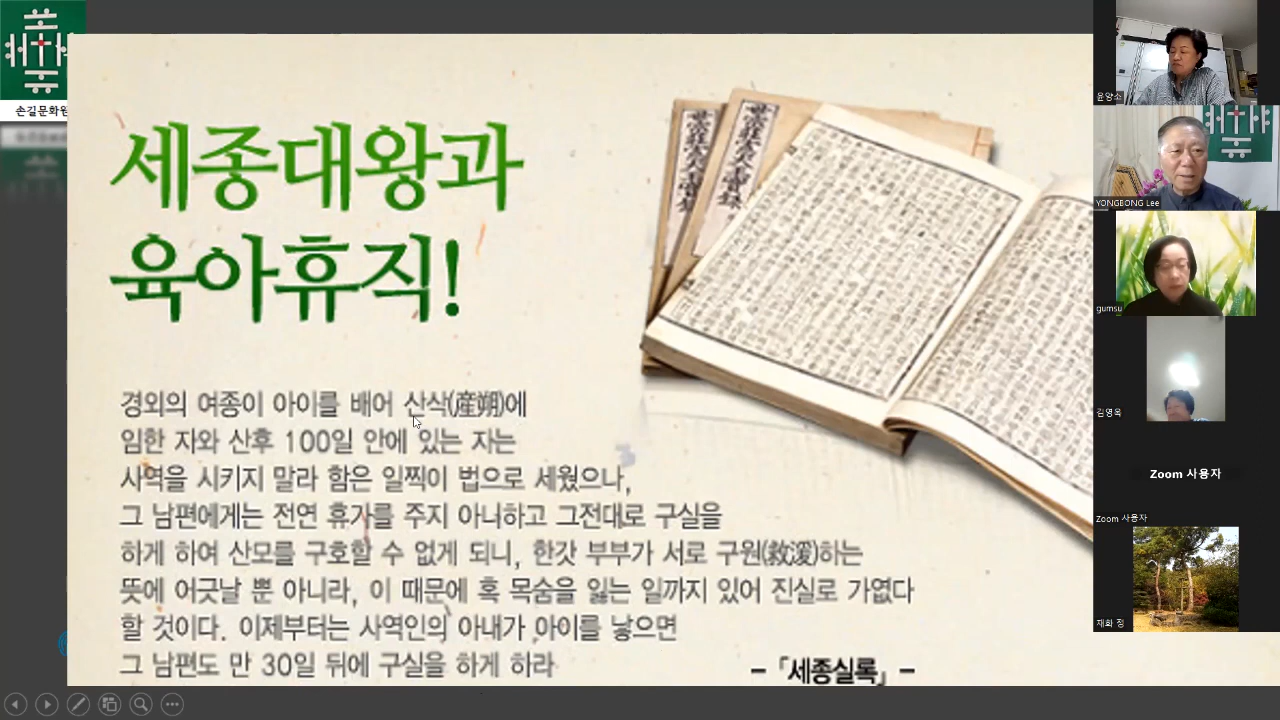 손길문화원
세종대왕과
육아휴직!
경외의 여종이 아이를 배어 산삭(産朔)에
임한 자와 산후 100일 안에 있는 자는
사역을 시키지 말라 함은 일찍이 법으로 세웠으나,
그 남편에게는 전연 휴가를 주지 아니하고 그전대로 구실을
하게 하여 산모를 구호할 수 없게 되니, 한갓 부부가 서로 구원(救湲)하는
뜻에 어긋날 뿐 아니라, 이 때문에 혹 목숨을 잃는 일까지 있어 진실로 가엾다
할 것이다. 이제부터는 사역인의 아내가 아이를 낳으면
그 남편도 만 30일 뒤에 구실을 하게 하라
-「세종실록」-
윤양소
YONGBONG Lee
gumsu
김영옥
Zoom 사용자
Zoom 사용자
재화 정